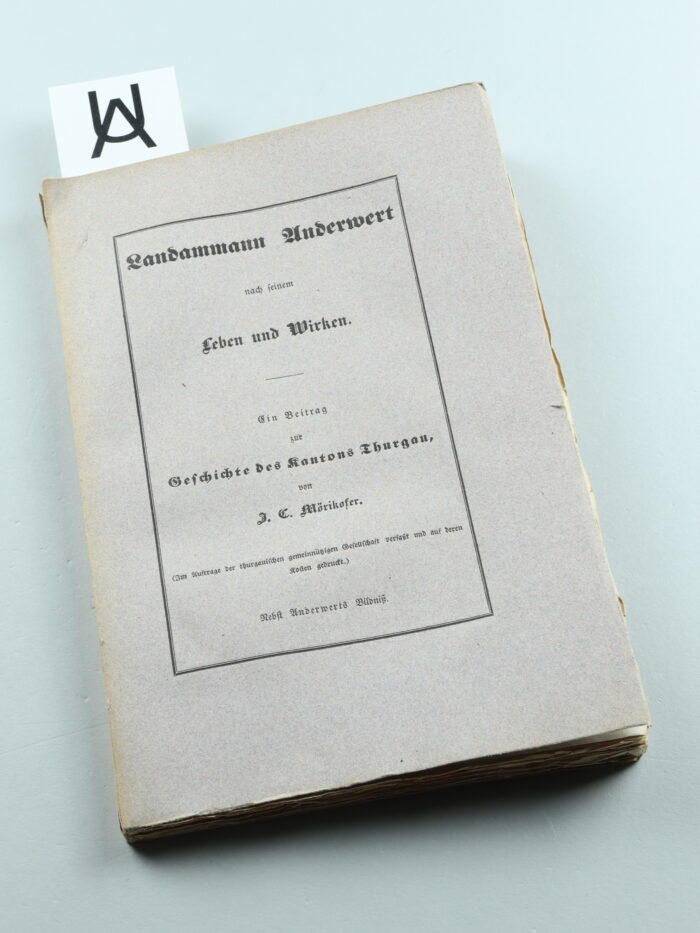 UA
Landammann Anderwert
nach seinem
Leben und Wirken.
Ein Beitrag
zur
Geschichte des Kantons Thurgau,
von
J. C. Mörikofer.
(Im Auftrage der thurgauischen gemeinnützigen Gesellschaft verfaßt und auf deren
Kosten gedruckt.)
Nebst Anderwerts Bildniß.